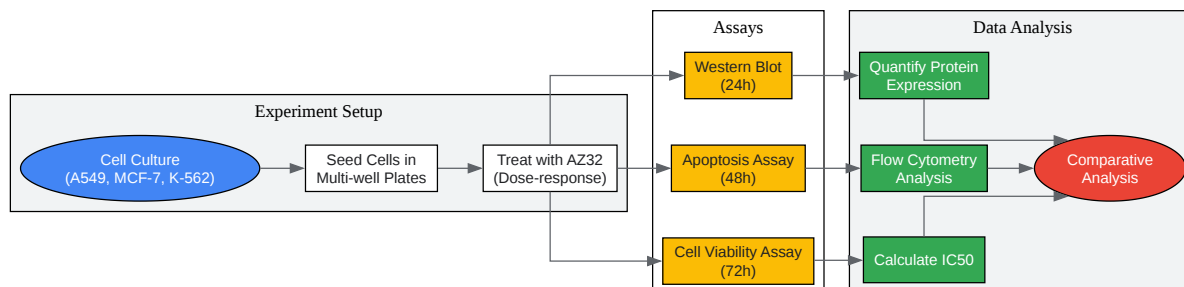 Experiment Setup
Cell Culture
(A549, MCF-7, K-562)
Seed Cells in
Multi-well Plates
Treat with AZ32
(Dose-response)
Assays
Western Blot
(24h)
Apoptosis Assay
(48h)
Cell Viability Assay
(72h)
Data Analysis
Quantify Protein
Expression
Flow Cytometry
Analysis
Calculate IC50
Comparative
Analysis